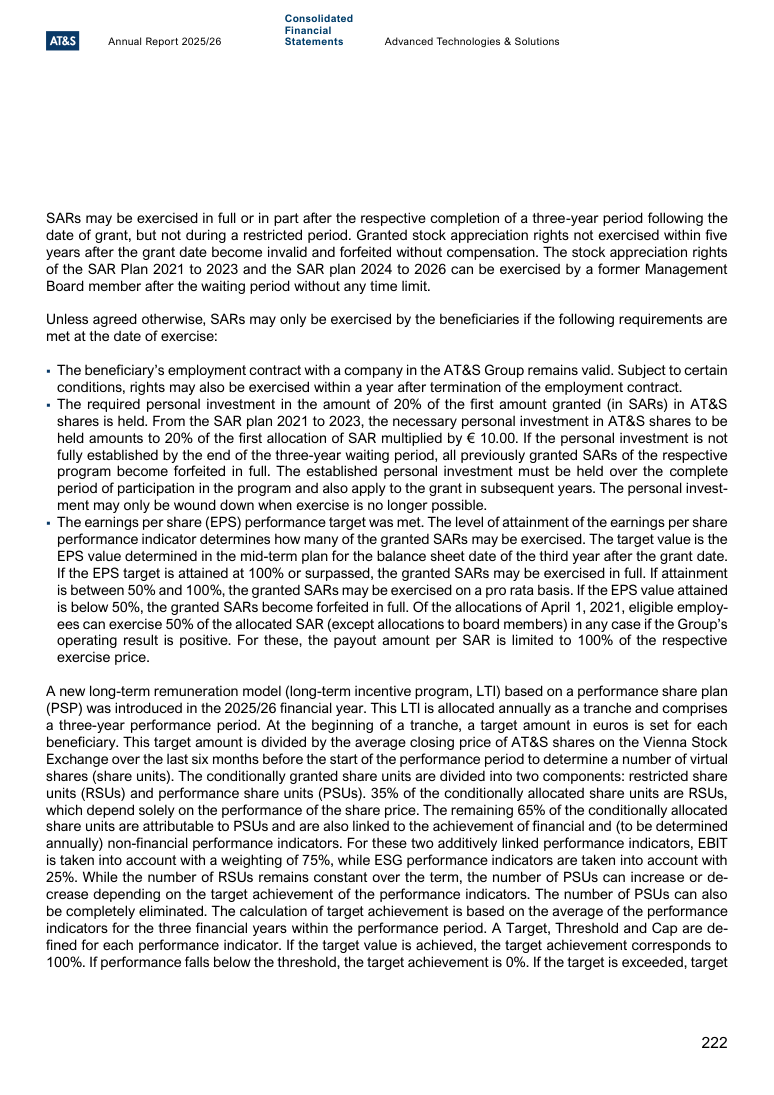 AT&S
Annual Report 2025/26
Consolidated
Financial
Statements
Advanced Technologies & Solutions
SARs may be exercised in full or in part after the respective completion of a three-year period following the
date of grant, but not during a restricted period. Granted stock appreciation rights not exercised within five
years after the grant date become invalid and forfeited without compensation. The stock appreciation rights
of the SAR Plan 2021 to 2023 and the SAR plan 2024 to 2026 can be exercised by a former Management
Board member after the waiting period without any time limit.
Unless agreed otherwise, SARs may only be exercised by the beneficiaries if the following requirements are
met at the date of exercise:
▪ The beneficiary's employment contract with a company in the AT&S Group remains valid. Subject to certain
conditions, rights may also be exercised within a year after termination of the employment contract.
▪ The required personal investment in the amount of 20% of the first amount granted (in SARs) in AT&S
shares is held. From the SAR plan 2021 to 2023, the necessary personal investment in AT&S shares to be
held amounts to 20% of the first allocation of SAR multiplied by € 10.00. If the personal investment is not
fully established by the end of the three-year waiting period, all previously granted SARs of the respective
program become forfeited in full. The established personal investment must be held over the complete
period of participation in the program and also apply to the grant in subsequent years. The personal invest-
ment may only be wound down when exercise is no longer possible.
▪ The earnings per share (EPS) performance target was met. The level of attainment of the earnings per share
performance indicator determines how many of the granted SARs may be exercised. The target value is the
EPS value determined in the mid-term plan for the balance sheet date of the third year after the grant date.
If the EPS target is attained at 100% or surpassed, the granted SARs may be exercised in full. If attainment
is between 50% and 100%, the granted SARs may be exercised on a pro rata basis. If the EPS value attained
is below 50%, the granted SARs become forfeited in full. Of the allocations of April 1, 2021, eligible employ-
ees can exercise 50% of the allocated SAR (except allocations to board members) in any case if the Group's
operating result is positive. For these, the payout amount per SAR is limited to 100% of the respective
exercise price.
A new long-term remuneration model (long-term incentive program, LTI) based on a performance share plan
(PSP) was introduced in the 2025/26 financial year. This LTI is allocated annually as a tranche and comprises
a three-year performance period. At the beginning of a tranche, a target amount in euros is set for each
beneficiary. This target amount is divided by the average closing price of AT&S shares on the Vienna Stock
Exchange over the last six months before the start of the performance period to determine a number of virtual
shares (share units). The conditionally granted share units are divided into two components: restricted share
units (RSUs) and performance share units (PSUs). 35% of the conditionally allocated share units are RSUs,
which depend solely on the performance of the share price. The remaining 65% of the conditionally allocated
share units are attributable to PSUs and are also linked to the achievement of financial and (to be determined
annually) non-financial performance indicators. For these two additively linked performance indicators, EBIT
is taken into account with a weighting of 75%, while ESG performance indicators are taken into account with
25%. While the number of RSUs remains constant over the term, the number of PSUs can increase or de-
crease depending on the target achievement of the performance indicators. The number of PSUs can also
be completely eliminated. The calculation of target achievement is based on the average of the performance
indicators for the three financial years within the performance period. A Target, Threshold and Cap are de-
fined for each performance indicator. If the target value is achieved, the target achievement corresponds to
100%. If performance falls below the threshold, the target achievement is 0%. If the target is exceeded, target
222